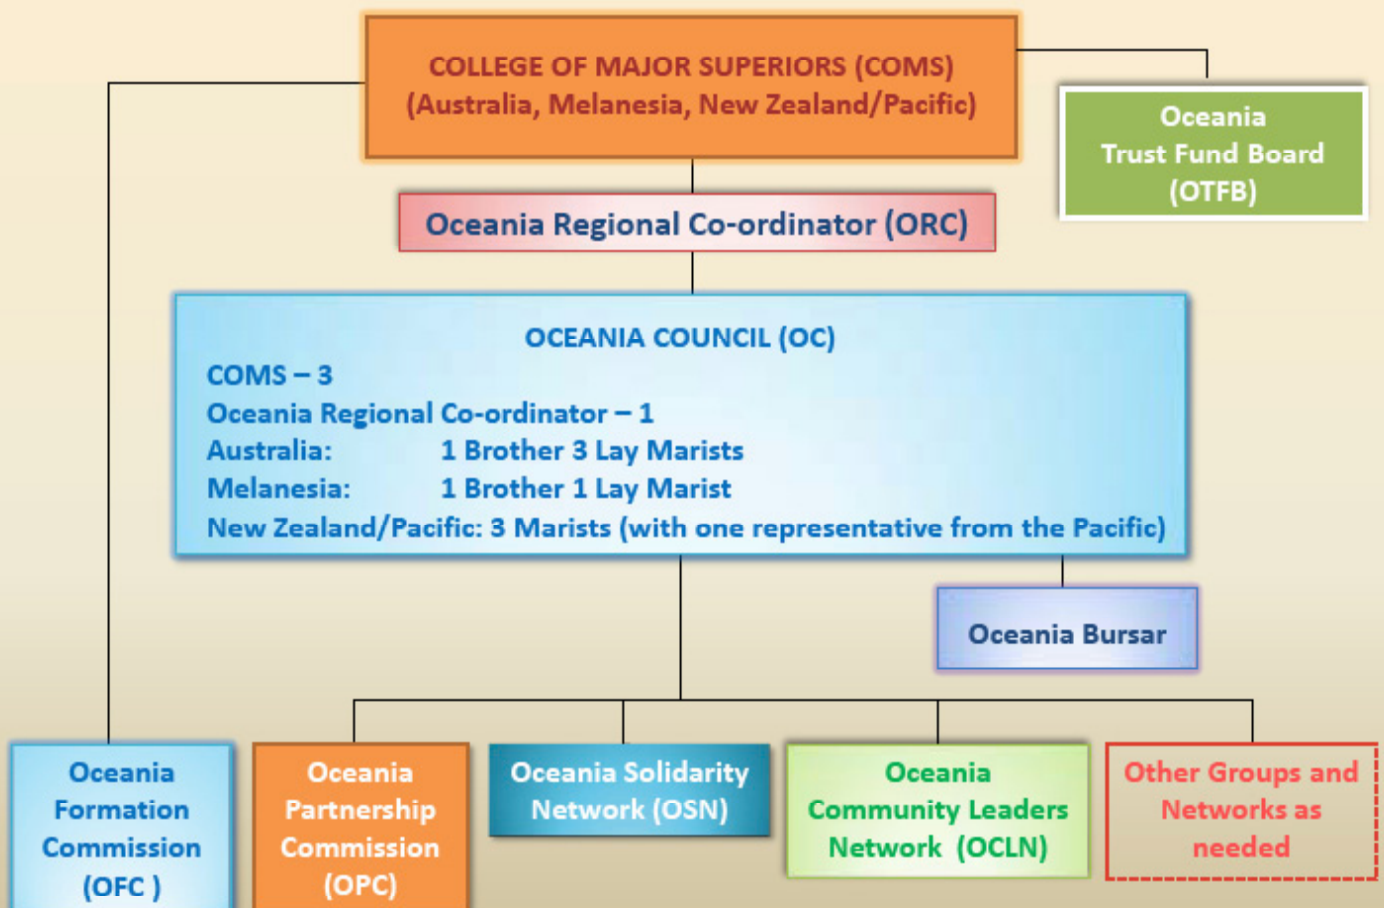 COLLEGE OF MAJOR SUPERIORS (COMS)
(Australia, Melanesia, New Zealand/Pacific)
Oceania
Trust Fund Board
(OTFB)
Oceania Regional Co-ordinator (ORC)
OCEANIA COUNCIL (OC)
COMS – 3
Oceania Regional Co-ordinator – 1
Australia: 1 Brother 3 Lay Marists
Melanesia: 1 Brother 1 Lay Marist
New Zealand/Pacific: 3 Marists (with one representative from the Pacific)
Oceania Bursar
Oceania
Formation
Commission
(OFC )
Oceania
Partnership
Commission
(OPC)
Oceania Solidarity
Network (OSN)
Oceania
Community Leaders
Network (OCLN)
Other Groups and
Networks as
needed